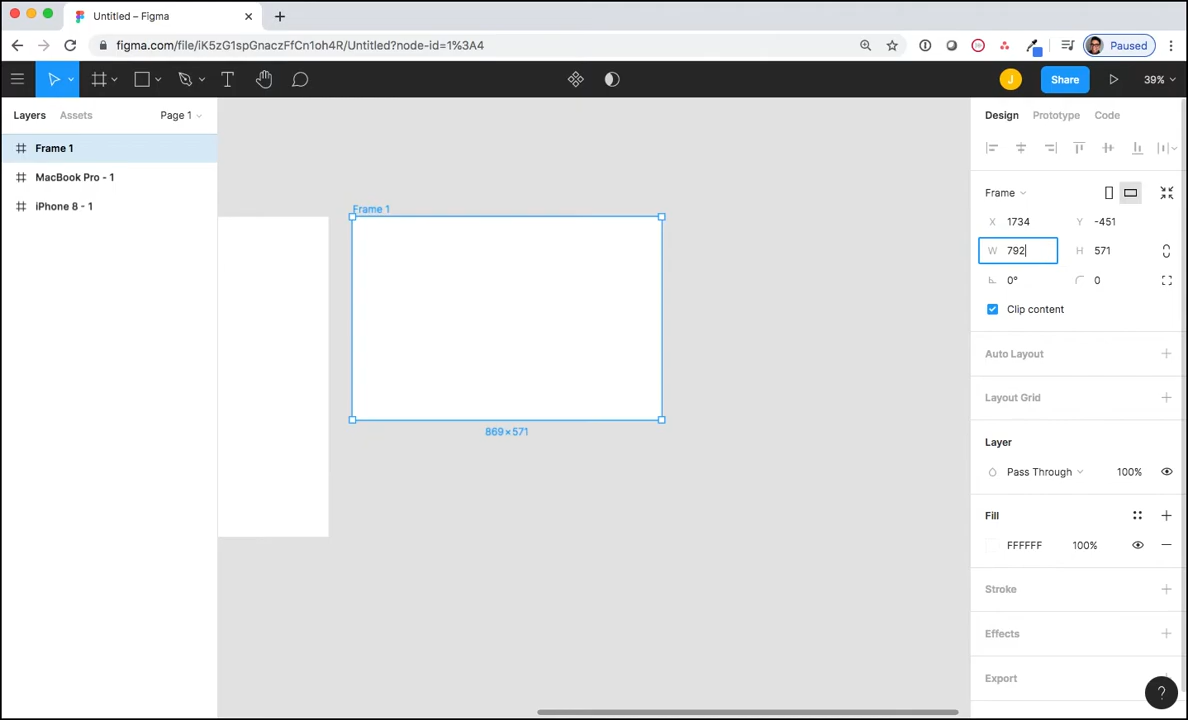 Untitled – Figma
figma.com/file/iK5zG1spGnaczFfCn1oh4R/Untitled?node-id=1%3A4
Paused
J
Share
39%
Layers
Assets
Page 1
Design
Prototype
Code
Frame 1
MacBook Pro - 1
iPhone 8 - 1
Frame 1
869×571
Frame
X 1734
Y -451
W 792
H 571
0°
0
Clip content
Auto Layout
Layout Grid
Layer
Pass Through
100%
Fill
FFFFFF
100%
Stroke
Effects
Export
?